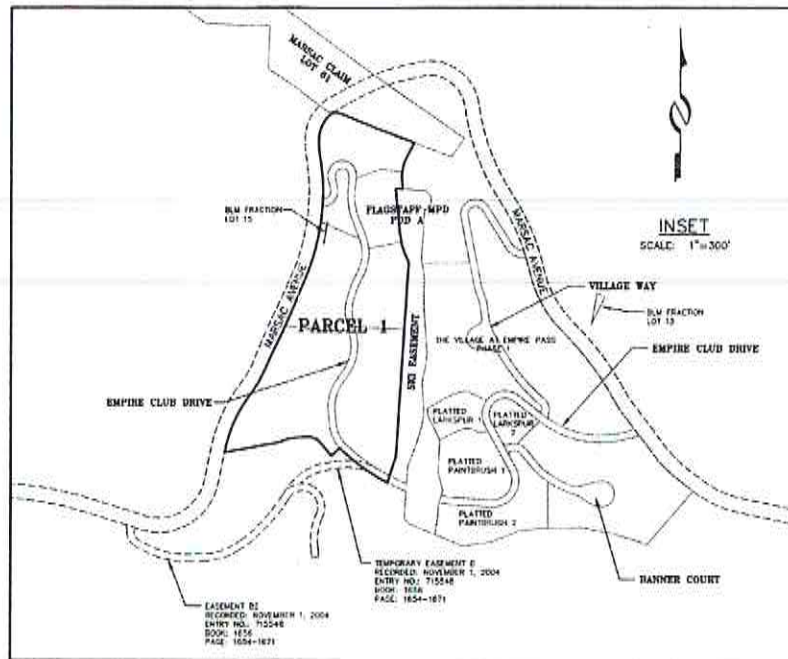 MARSAC CLAIM
LOT 61
INSET
SCALE: 1"=300'
BLM FRACTION
LOT 15
FLAGSTAFF MPD
POD A
MARSAC AVENUE
MARSAC AVENUE
VILLAGE WAY
BLM FRACTION
LOT 13
PARCEL 1
SKI EASEMENT
THE VILLAGE AT EMPIRE PASS
PHASE 1
EMPIRE CLUB DRIVE
EMPIRE CLUB DRIVE
PLATTED
LARKSPUR 1
PLATTED
LARKSPUR
2
PLATTED
PAINTBRUSH 1
PLATTED
PAINTBRUSH 2
BANNER COURT
TEMPORARY EASEMENT
RECORDED: NOVEMBER 1, 2004
ENTRY NO.: 715548
BOOK: 1656
PAGE: 1654-1671
EASEMENT B2
RECORDED: NOVEMBER 1, 2004
ENTRY NO.: 715548
BOOK: 1656
PAGE: 1654-1671